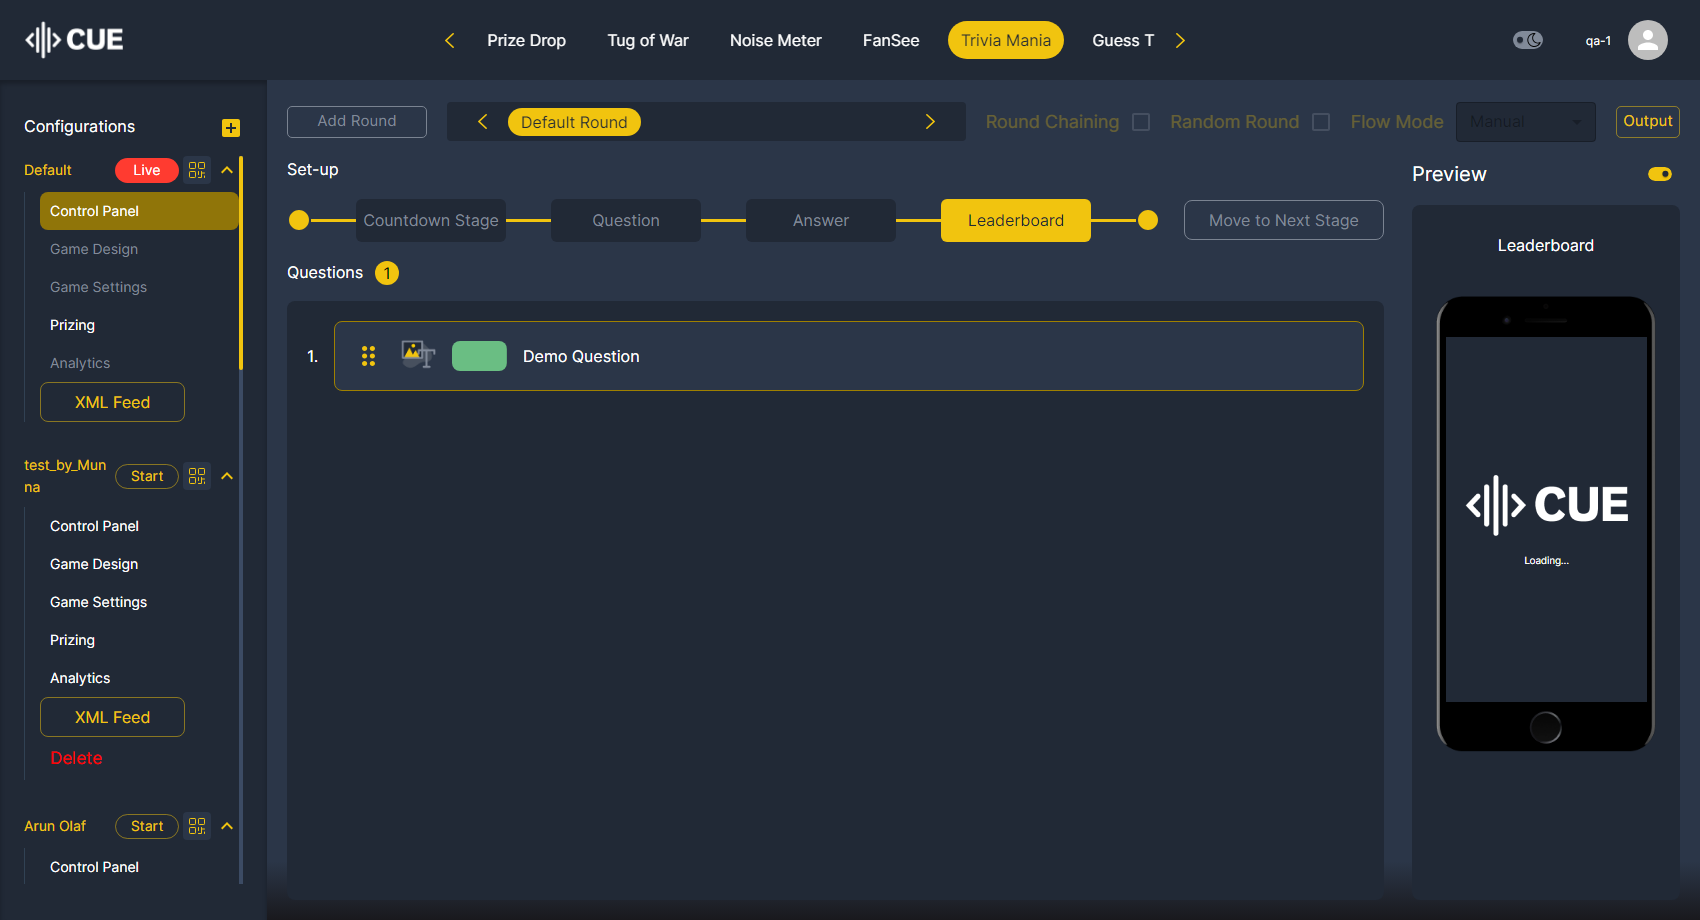 CUE
Prize Drop
Tug of War
Noise Meter
FanSee
Trivia Mania
Guess T
qa-1
Configurations
Default
Live
Control Panel
Game Design
Game Settings
Prizing
Analytics
XML Feed
test_by_Mun
na
Start
Control Panel
Game Design
Game Settings
Prizing
Analytics
XML Feed
Delete
Arun Olaf
Start
Control Panel
Add Round
Default Round
Round Chaining
Random Round
Flow Mode
Manual
Output
Set-up
Countdown Stage
Question
Answer
Leaderboard
Move to Next Stage
Questions 1
1.
Demo Question
Preview
Leaderboard
CUE
Loading...